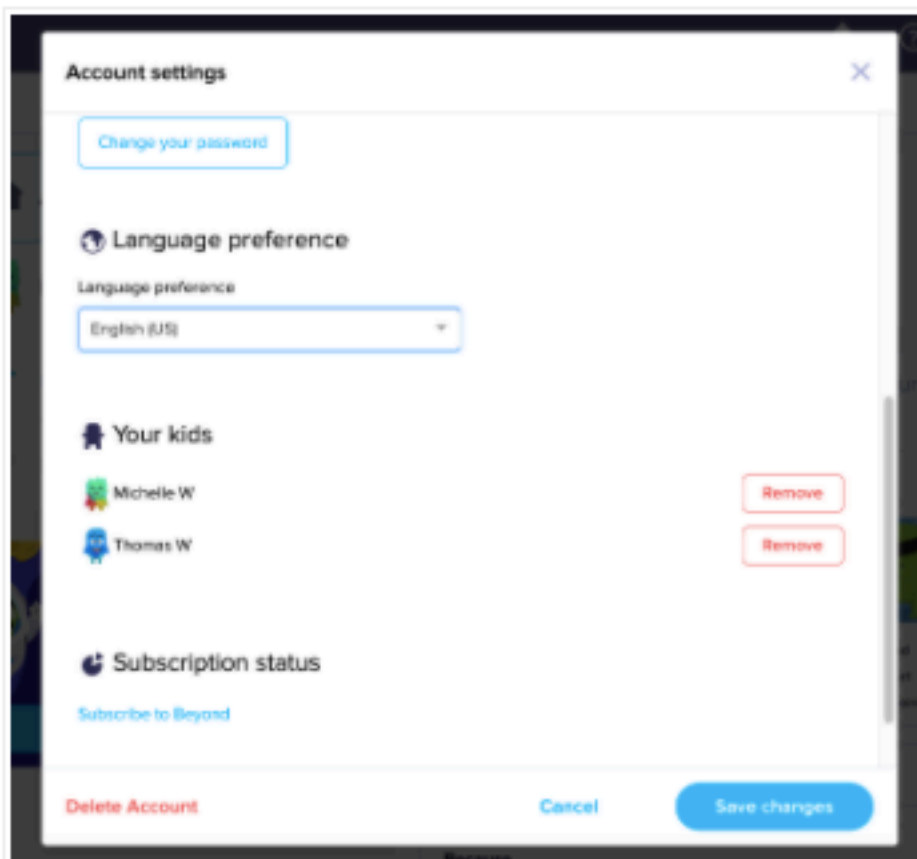 Account settings
Change your password
Language preference
Language preference
English (US)
Your kids
Michelle W
Remove
Thomas W
Remove
Subscription status
Subscribe to Beyond
Delete Account
Cancel
Save changes
Because